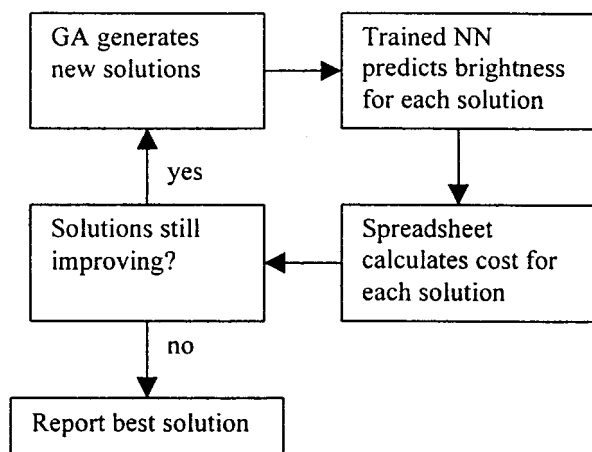 GA generates
new solutions
Trained NN
predicts brightness
for each solution
yes
Solutions still
improving?
Spreadsheet
calculates cost for
each solution
no
Report best solution